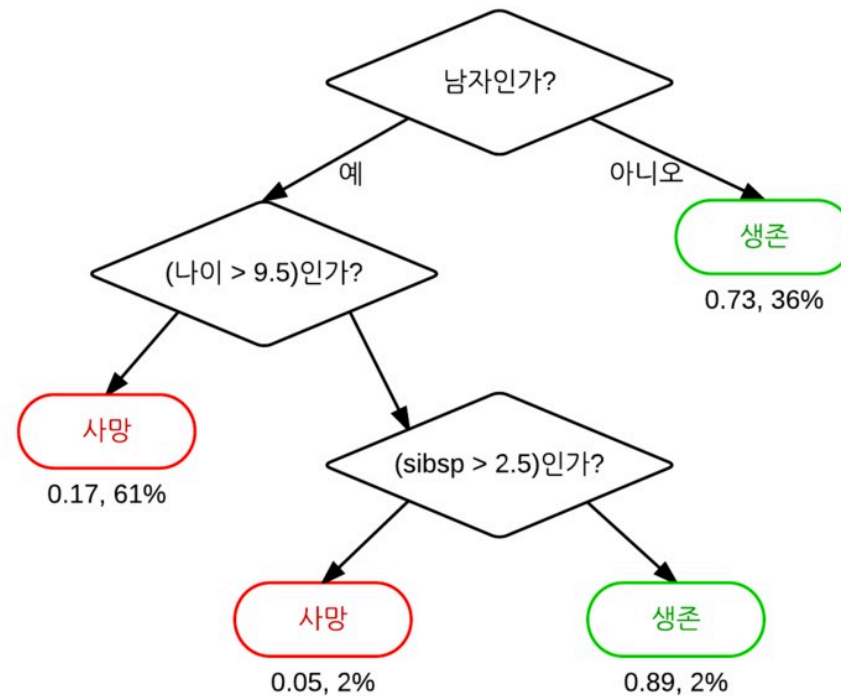 남자인가?
예
아니오
생존
0.73, 36%
(나이 > 9.5)인가?
사망
0.17, 61%
(sibsp > 2.5)인가?
사망
0.05, 2%
생존
0.89, 2%